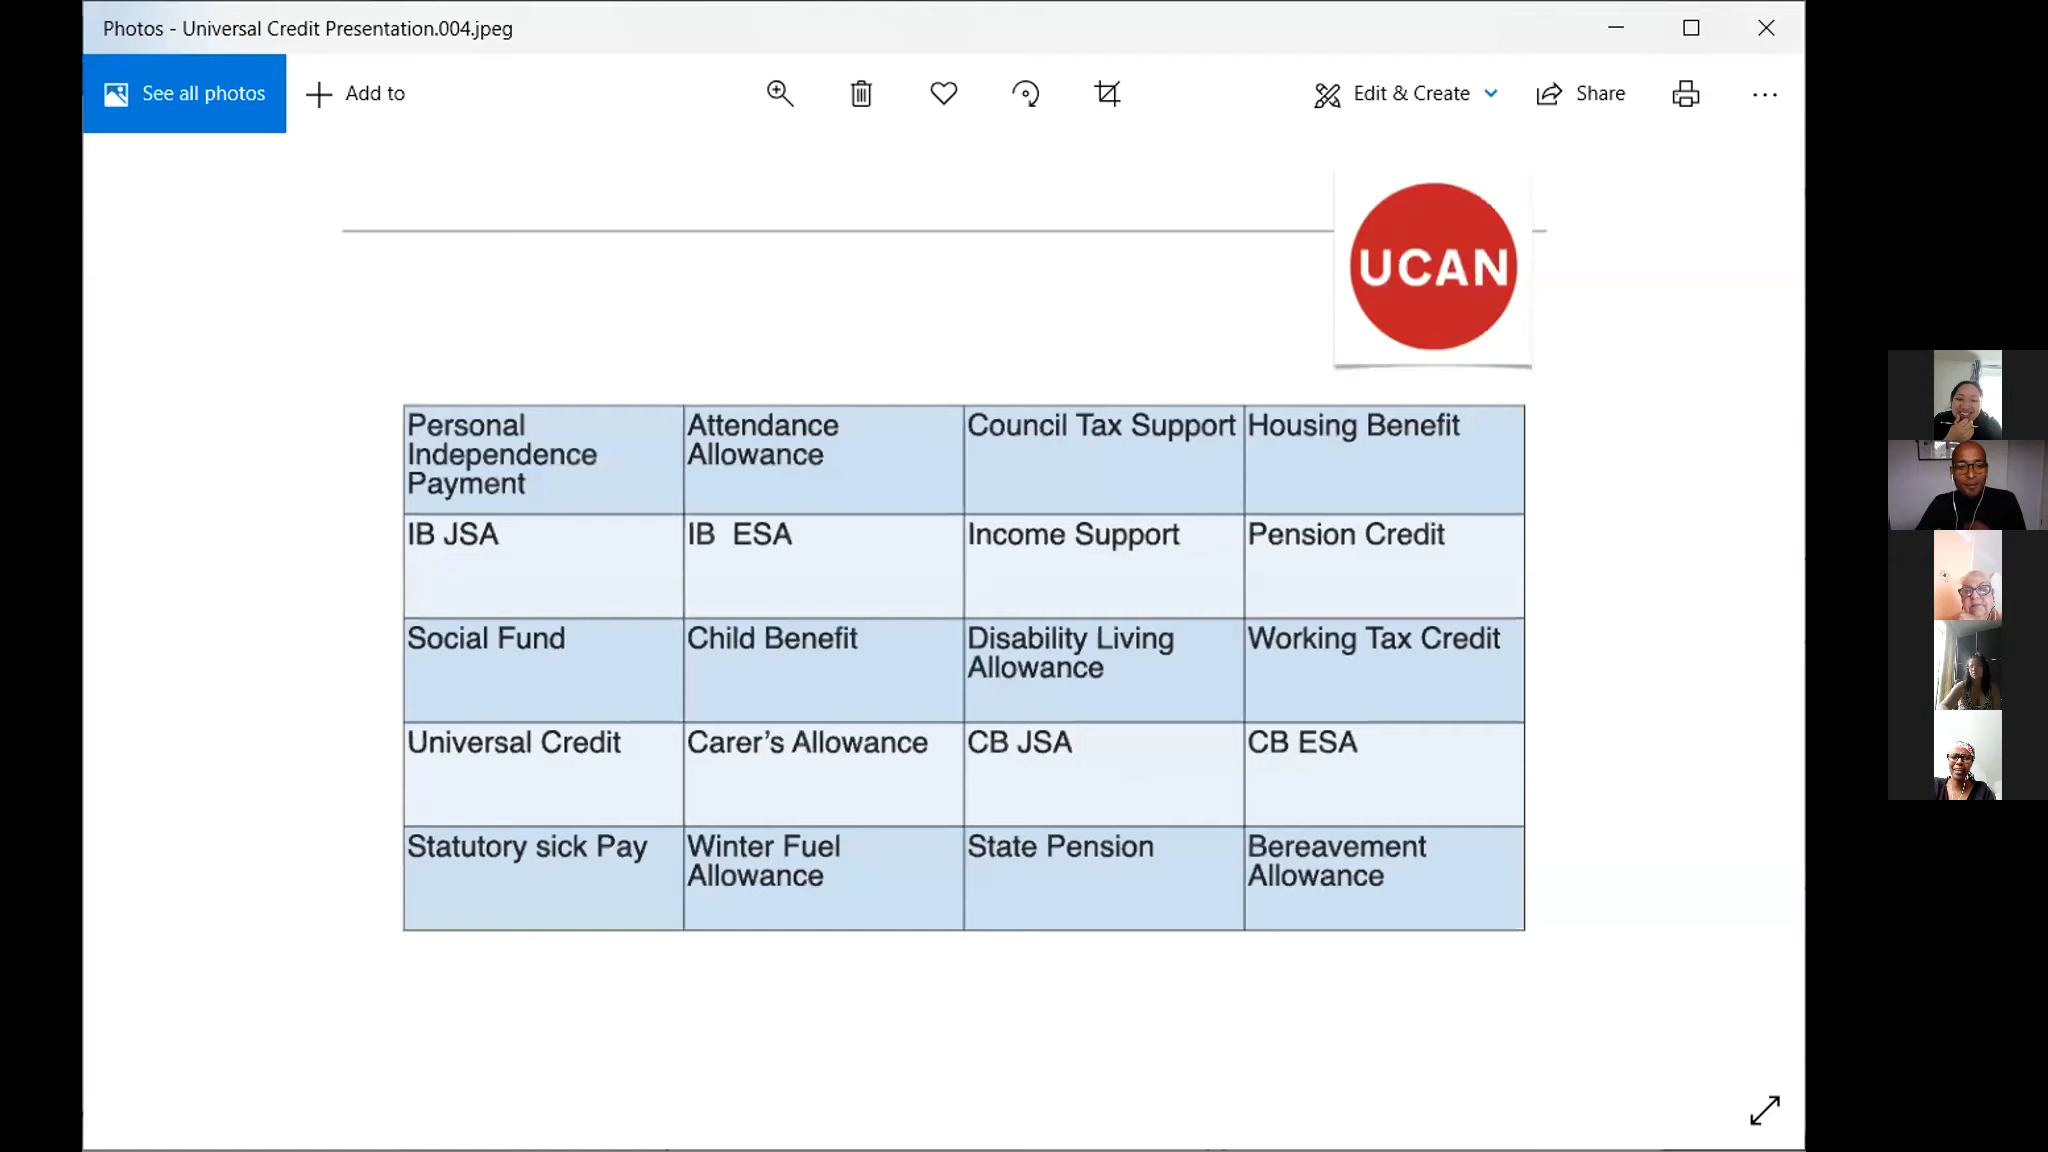 Photos - Universal Credit Presentation.004.jpeg
See all photos
Add to
Edit & Create
Share
UCAN
Personal Independence Payment
Attendance Allowance
Council Tax Support
Housing Benefit
IB JSA
IB  ESA
Income Support
Pension Credit
Social Fund
Child Benefit
Disability Living Allowance
Working Tax Credit
Universal Credit
Carer’s Allowance
CB JSA
CB ESA
Statutory sick Pay
Winter Fuel Allowance
State Pension
Bereavement Allowance